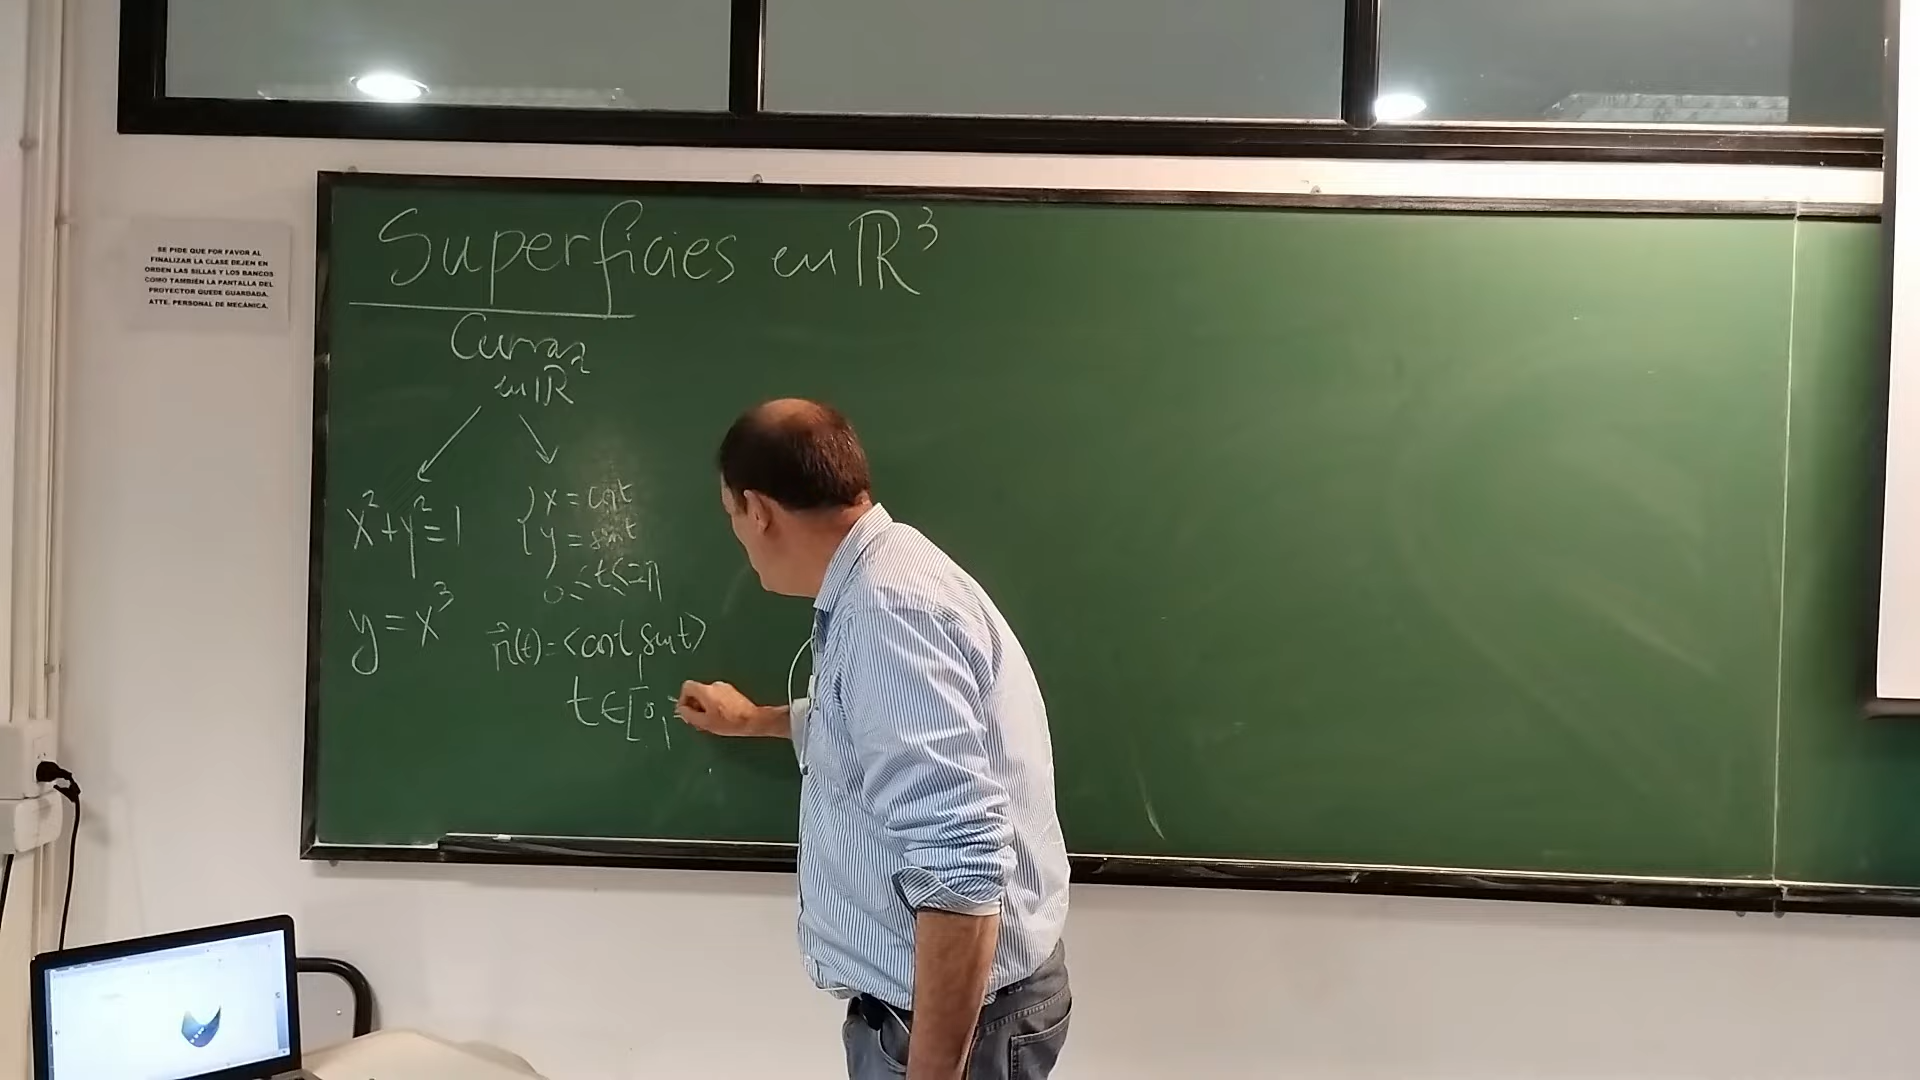 SE PIDE QUE POR FAVOR AL
FINALIZAR LA CLASE DEJEN EN
ORDEN LAS SILLAS Y LOS BANCOS
COMO TAMBIÉN LA PANTALLA DEL
PROYECTOR QUEDE GUARDADA.
ATTE. PERSONAL DE MECÁNICA.
Superficies en ℝ³
Curvas
en ℝ²
x² + y² = 1
y = x³
{ x = cos t
y = sen t
0 ≤ t ≤ 2π
r⃗(t) = <cos t, sen t>
t ∈ [0,